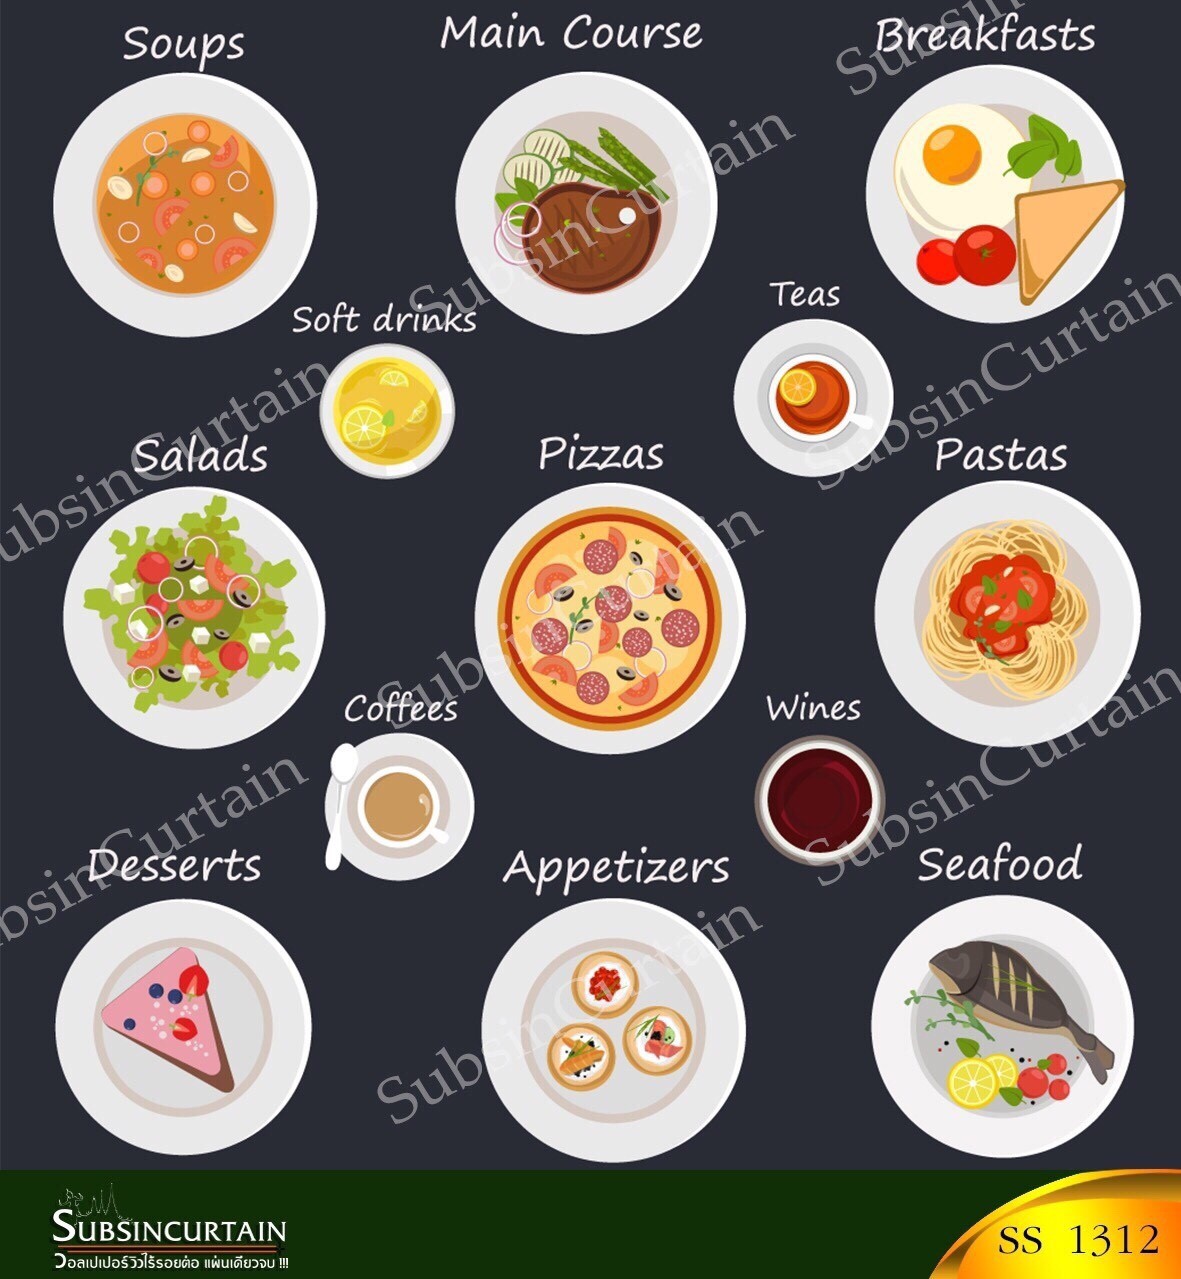 Soups
Main Course
Breakfasts
Soft drinks
Teas
Salads
Pizzas
Pastas
Coffees
Wines
Desserts
Appetizers
Seafood
SubsinCurtain
SubsinCurtain
SubsinCurtain
SubsinCurtain
SubsinCurtain
SubsinCurtain
SubsinCurtain
SubsinCurtain
SubsinCurtain
SUBSINCURTAIN
วอลเปเปอร์วิวไร้รอยต่อ แผ่นเดียวจบ !!!
SS 1312